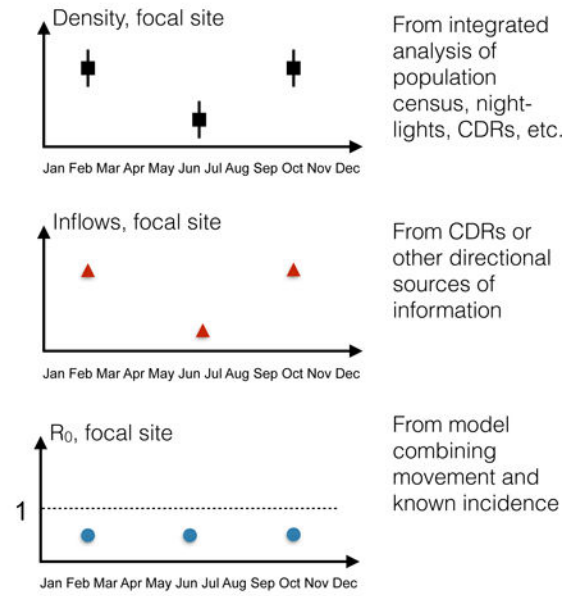 Density, focal site
From integrated
analysis of
population
census, night-
lights, CDRs, etc.
Jan Feb Mar Apr May Jun Jul Aug Sep Oct Nov Dec
Inflows, focal site
From CDRs or
other directional
sources of
information
Jan Feb Mar Apr May Jun Jul Aug Sep Oct Nov Dec
R₀, focal site
From model
combining
movement and
known incidence
1
Jan Feb Mar Apr May Jun Jul Aug Sep Oct Nov Dec